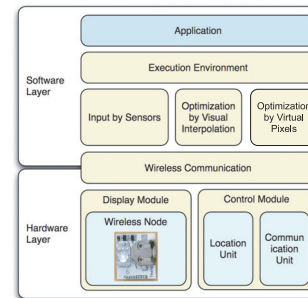 Application
Software
Layer
Execution Environment
Input by Sensors
Optimization
by Visual
Interpolation
Optimization
by Virtual
Pixels
Wireless Communication
Hardware
Layer
Display Module
Wireless Node
Control Module
Location
Unit
Commun
ication
Unit